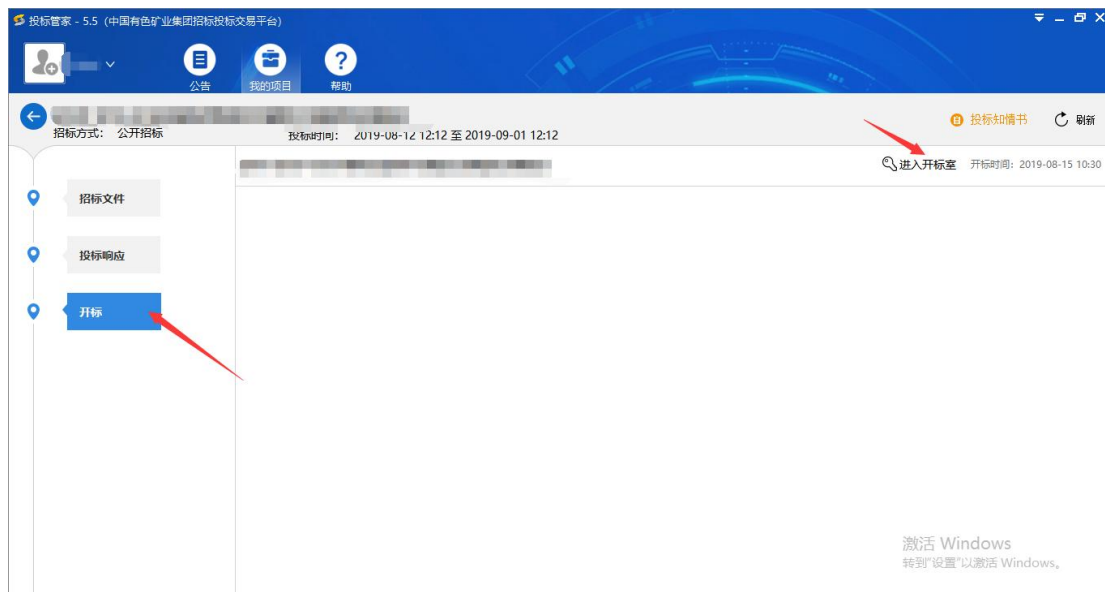 投标管家 - 5.5（中国有色矿业集团招标投标交易平台）
公告
我的项目
帮助
招标方式： 公开招标
投标时间： 2019-08-12 12:12 至 2019-09-01 12:12
投标知情书
刷新
进入开标室 开标时间：2019-08-15 10:30
招标文件
投标响应
开标
激活 Windows
转到"设置"以激活 Windows。